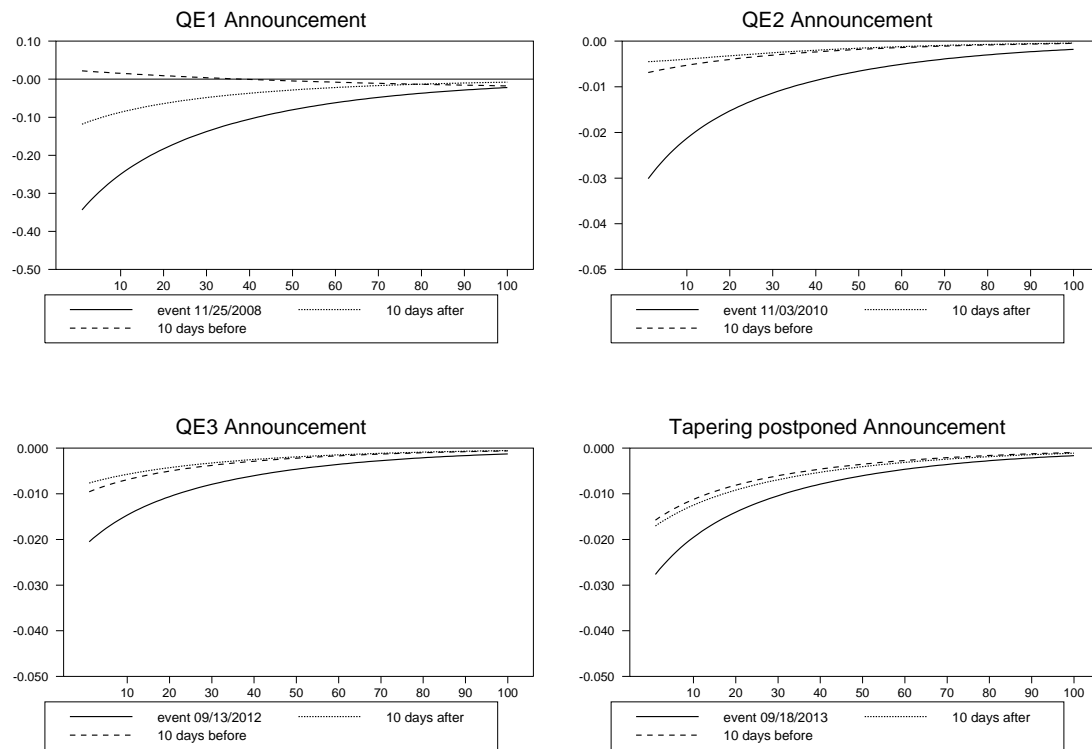 QE1 Announcement
0.10
-0.00
-0.10
-0.20
-0.30
-0.40
-0.50
10 20 30 40 50 60 70 80 90 100
event 11/25/2008 10 days after
10 days before
QE2 Announcement
0.00
-0.01
-0.02
-0.03
-0.04
-0.05
10 20 30 40 50 60 70 80 90 100
event 11/03/2010 10 days after
10 days before
QE3 Announcement
0.000
-0.010
-0.020
-0.030
-0.040
-0.050
10 20 30 40 50 60 70 80 90 100
event 09/13/2012 10 days after
10 days before
Tapering postponed Announcement
0.000
-0.010
-0.020
-0.030
-0.040
-0.050
10 20 30 40 50 60 70 80 90 100
event 09/18/2013 10 days after
10 days before